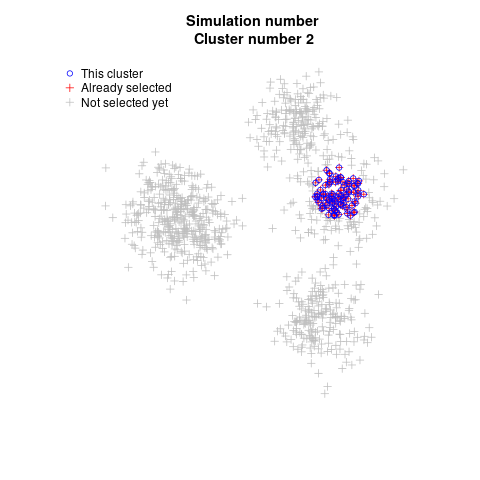 Simulation number
Cluster number 2
This cluster
Already selected
Not selected yet